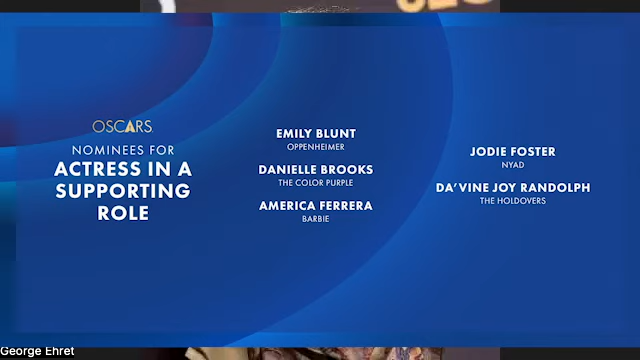 OSCARS
NOMINEES FOR
ACTRESS IN A
SUPPORTING
ROLE
EMILY BLUNT
OPPENHEIMER
DANIELLE BROOKS
THE COLOR PURPLE
AMERICA FERRERA
BARBIE
JODIE FOSTER
NYAD
DA'VINE JOY RANDOLPH
THE HOLDOVERS
George Ehret